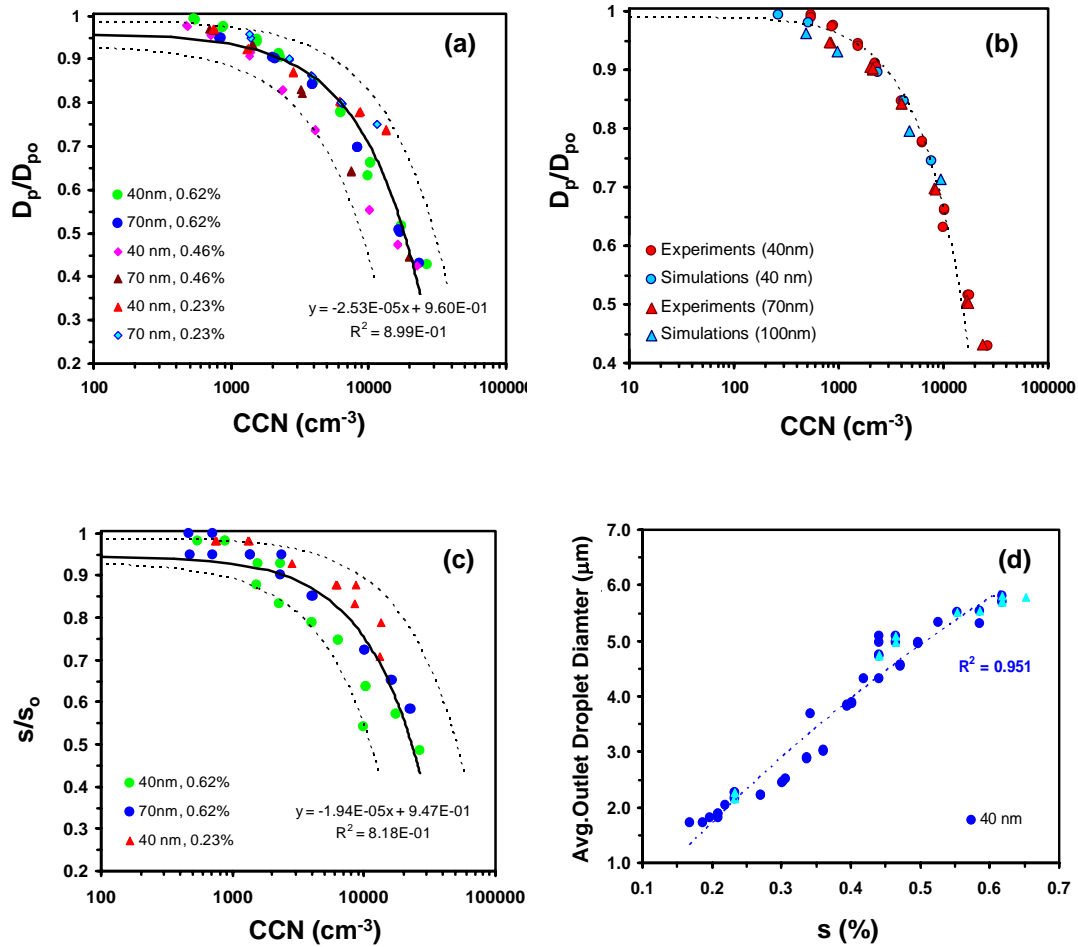 (a)
1
0.9
0.8
0.7
0.6
0.5
0.4
0.3
0.2
Dp/Dpo
40nm, 0.62%
70nm, 0.62%
40 nm, 0.46%
70 nm, 0.46%
40 nm, 0.23%
70 nm, 0.23%
y = -2.53E-05x + 9.60E-01
R² = 8.99E-01
100 1000 10000 100000
CCN (cm⁻³)
(b)
1
0.9
0.8
0.7
0.6
0.5
0.4
Dp/Dpo
Experiments (40nm)
Simulations (40 nm)
Experiments (70nm)
Simulations (100nm)
10 100 1000 10000 100000
CCN (cm⁻³)
(c)
1
0.9
0.8
0.7
0.6
0.5
0.4
0.3
0.2
s/so
40nm, 0.62%
70nm, 0.62%
40 nm, 0.23%
y = -1.94E-05x + 9.47E-01
R² = 8.18E-01
100 1000 10000 100000
CCN (cm⁻³)
(d)
7.0
6.0
5.0
4.0
3.0
2.0
1.0
Avg.Outlet Droplet Diamter (μm)
R² = 0.951
40 nm
0.1 0.2 0.3 0.4 0.5 0.6 0.7
s (%)